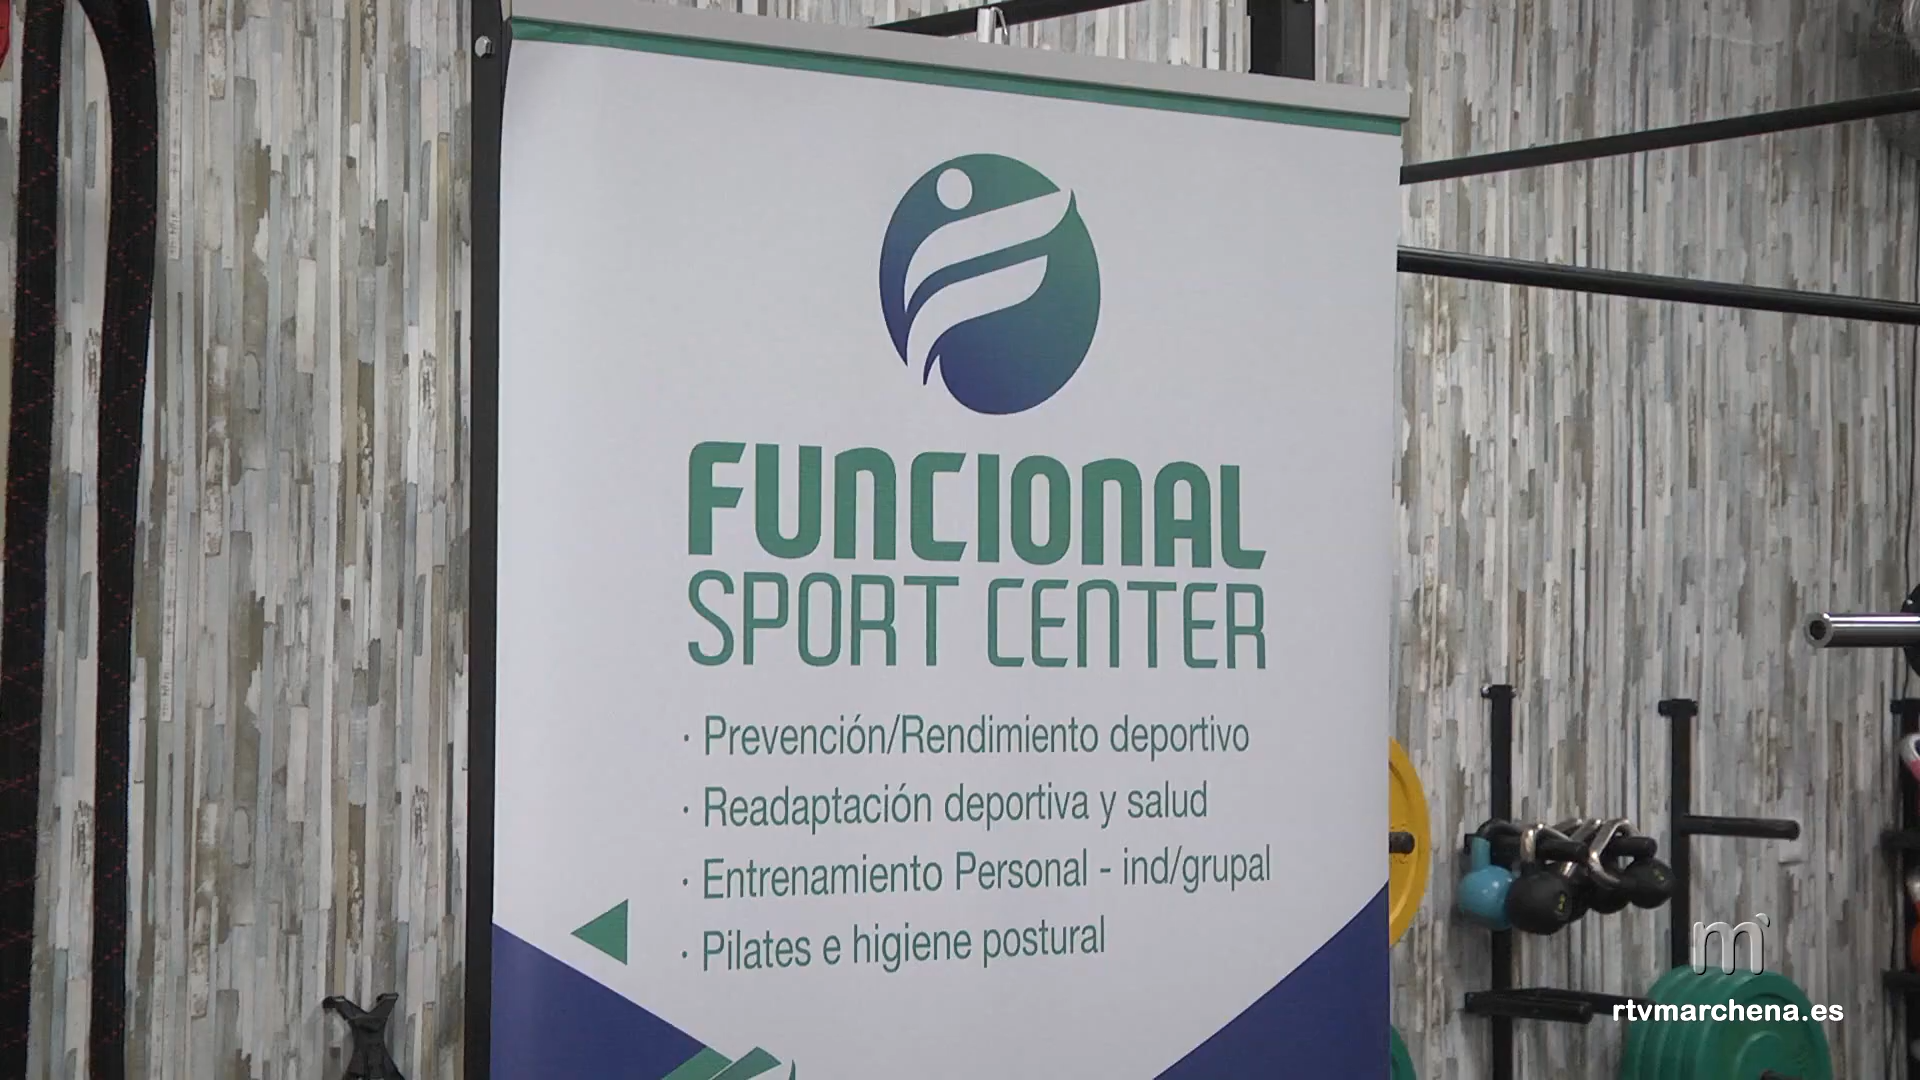 FUNCIONAL
SPORT CENTER
· Prevención/Rendimiento deportivo
· Readaptación deportiva y salud
· Entrenamiento Personal - ind/grupal
· Pilates e higiene postural
m
rtvmarchena.es